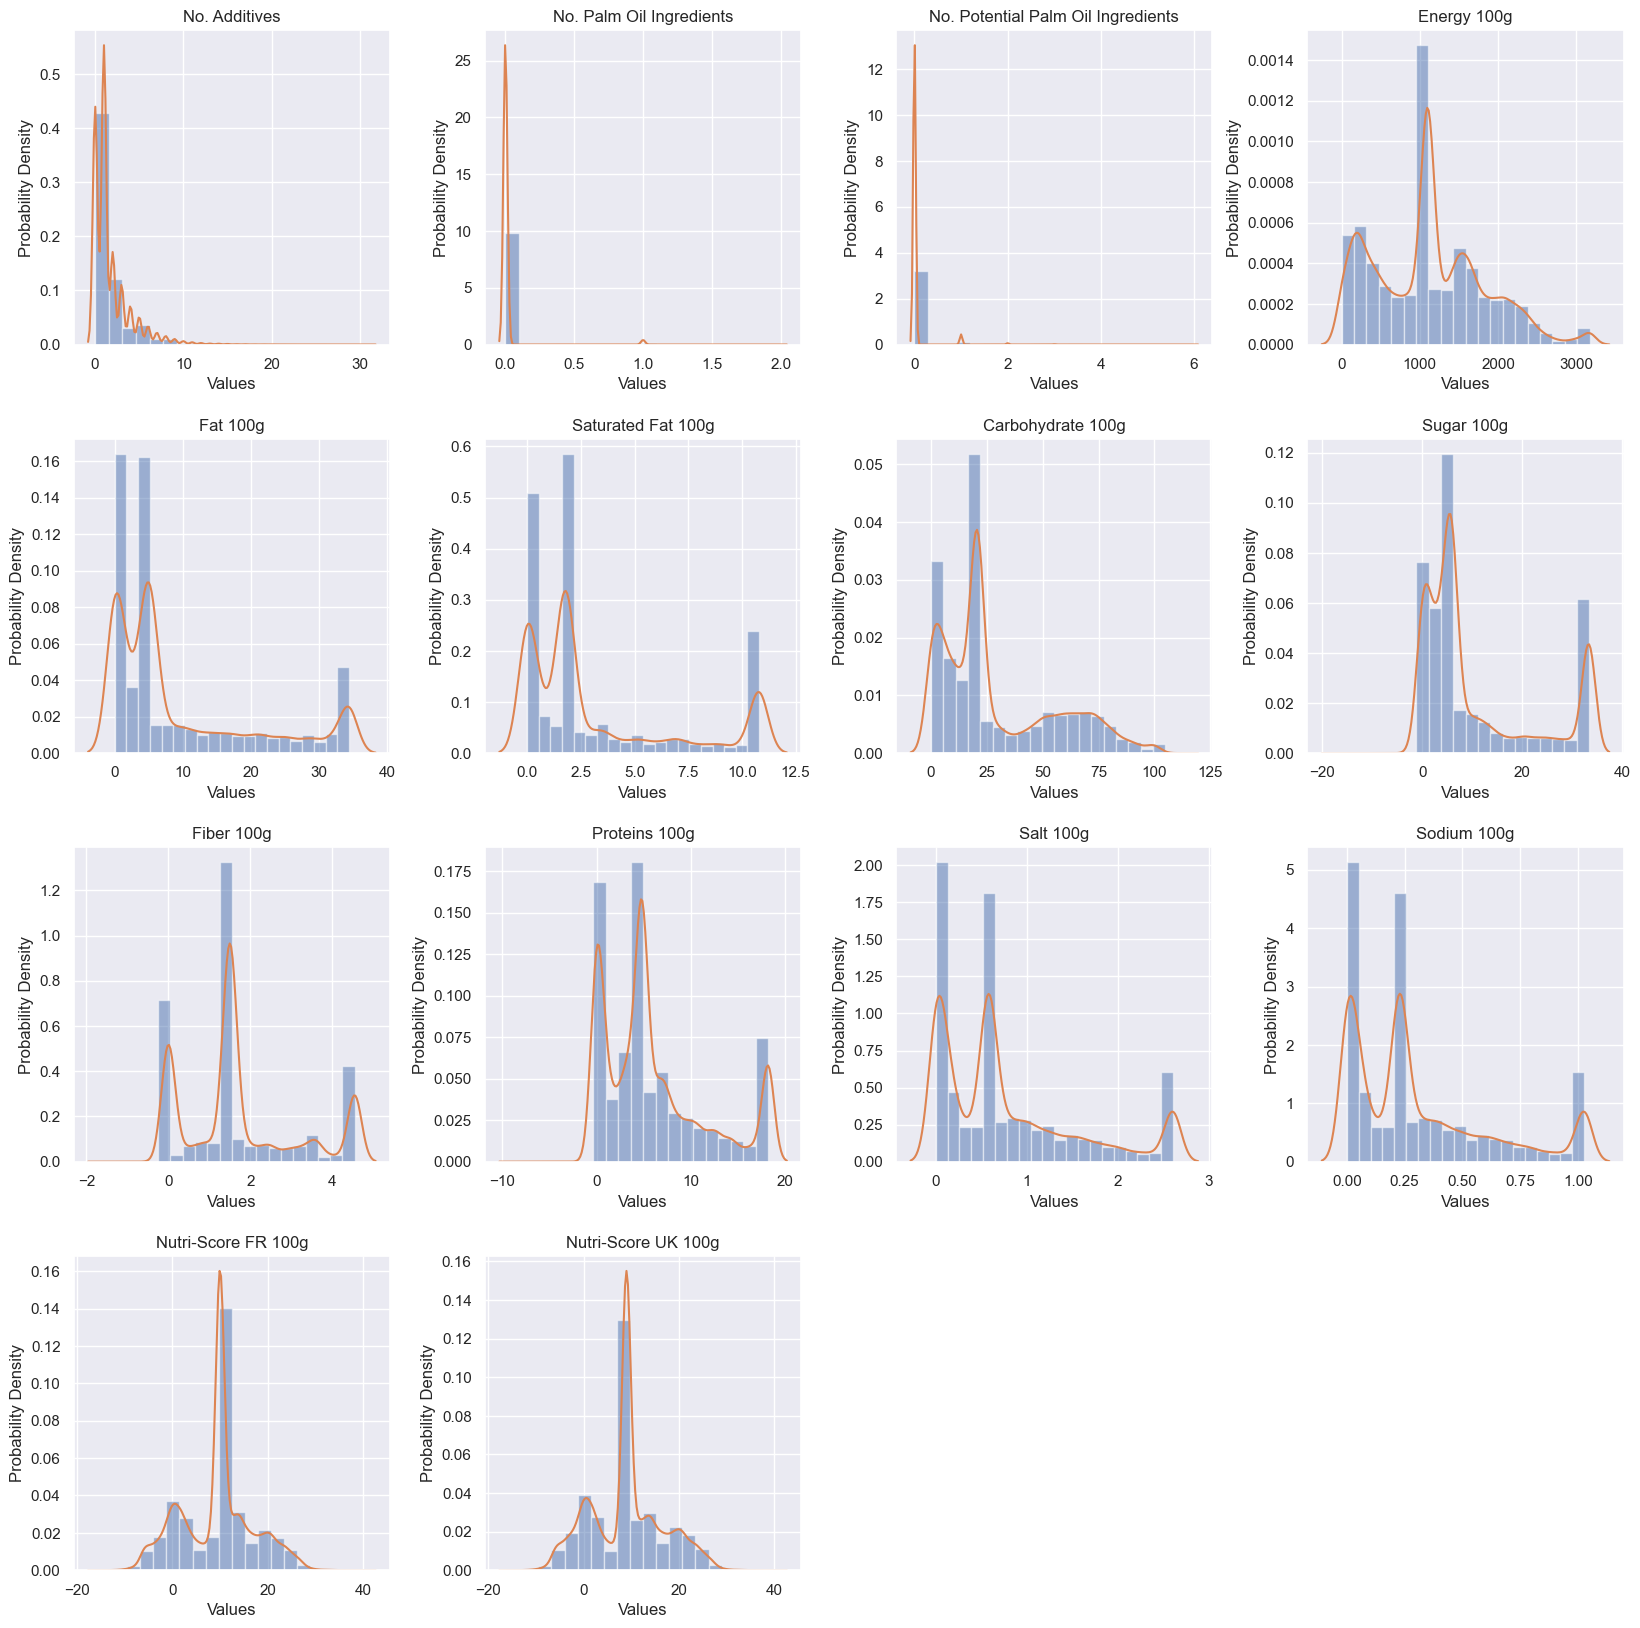 No. Additives
Probability Density
0.5
0.4
0.3
0.2
0.1
0.0
0 10 20 30
Values
No. Palm Oil Ingredients
Probability Density
25
20
15
10
5
0
0.0 0.5 1.0 1.5 2.0
Values
No. Potential Palm Oil Ingredients
Probability Density
12
10
8
6
4
2
0
0 2 4 6
Values
Energy 100g
Probability Density
0.0014
0.0012
0.0010
0.0008
0.0006
0.0004
0.0002
0.0000
0 1000 2000 3000
Values
Fat 100g
Probability Density
0.16
0.14
0.12
0.10
0.08
0.06
0.04
0.02
0.00
0 10 20 30 40
Values
Saturated Fat 100g
Probability Density
0.6
0.5
0.4
0.3
0.2
0.1
0.0
0.0 2.5 5.0 7.5 10.0 12.5
Values
Carbohydrate 100g
Probability Density
0.05
0.04
0.03
0.02
0.01
0.00
0 25 50 75 100 125
Values
Sugar 100g
Probability Density
0.12
0.10
0.08
0.06
0.04
0.02
0.00
−20 0 20 40
Values
Fiber 100g
Probability Density
1.2
1.0
0.8
0.6
0.4
0.2
0.0
−2 0 2 4
Values
Proteins 100g
Probability Density
0.175
0.150
0.125
0.100
0.075
0.050
0.025
0.000
−10 0 10 20
Values
Salt 100g
Probability Density
2.00
1.75
1.50
1.25
1.00
0.75
0.50
0.25
0.00
0 1 2 3
Values
Sodium 100g
Probability Density
5
4
3
2
1
0
0.00 0.25 0.50 0.75 1.00
Values
Nutri-Score FR 100g
Probability Density
0.16
0.14
0.12
0.10
0.08
0.06
0.04
0.02
0.00
−20 0 20 40
Values
Nutri-Score UK 100g
Probability Density
0.16
0.14
0.12
0.10
0.08
0.06
0.04
0.02
0.00
−20 0 20 40
Values